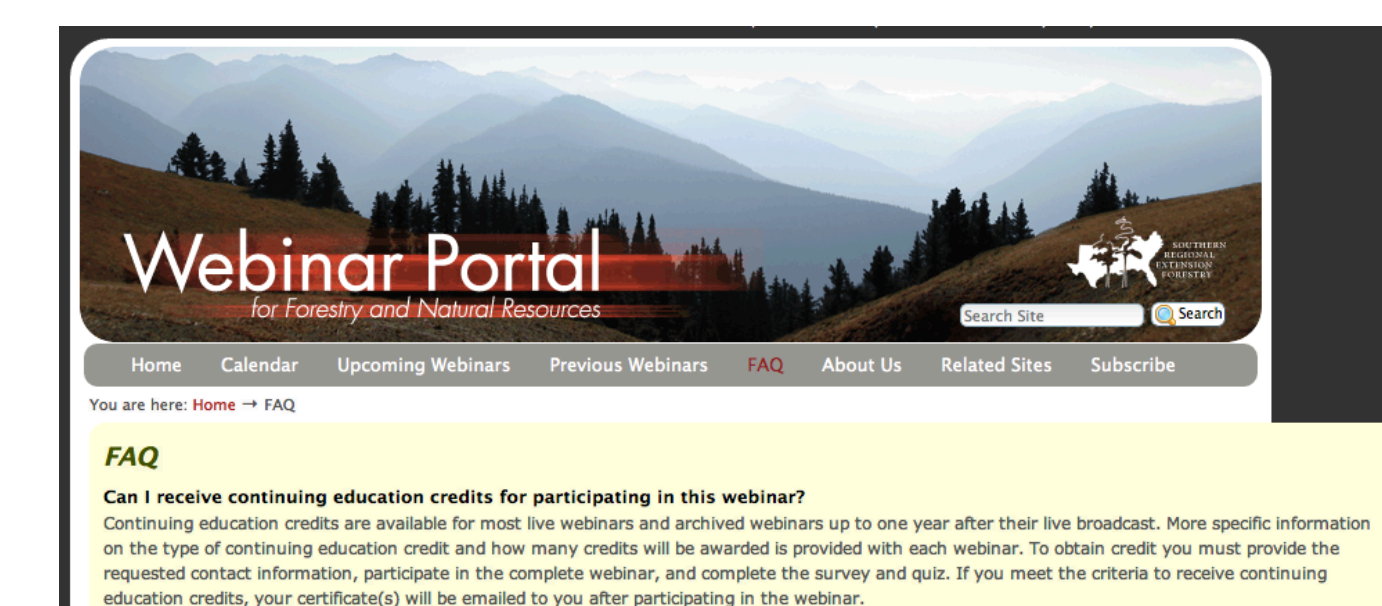 Webinar Portal
for Forestry and Natural Resources
SOUTHERN
REGIONAL
EXTENSION
FORESTRY
Search Site
Search
Home Calendar Upcoming Webinars Previous Webinars FAQ About Us Related Sites Subscribe
You are here: Home → FAQ
FAQ
Can I receive continuing education credits for participating in this webinar?
Continuing education credits are available for most live webinars and archived webinars up to one year after their live broadcast. More specific information
on the type of continuing education credit and how many credits will be awarded is provided with each webinar. To obtain credit you must provide the
requested contact information, participate in the complete webinar, and complete the survey and quiz. If you meet the criteria to receive continuing
education credits, your certificate(s) will be emailed to you after participating in the webinar.